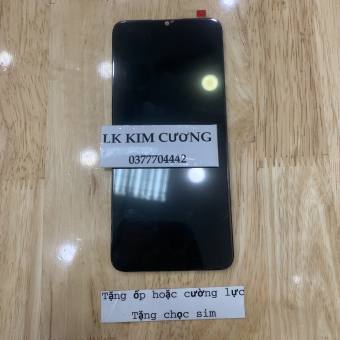 LK KIM CƯƠNG
0377704442
Tặng ốp hoặc cường lực
Tặng chọc sim